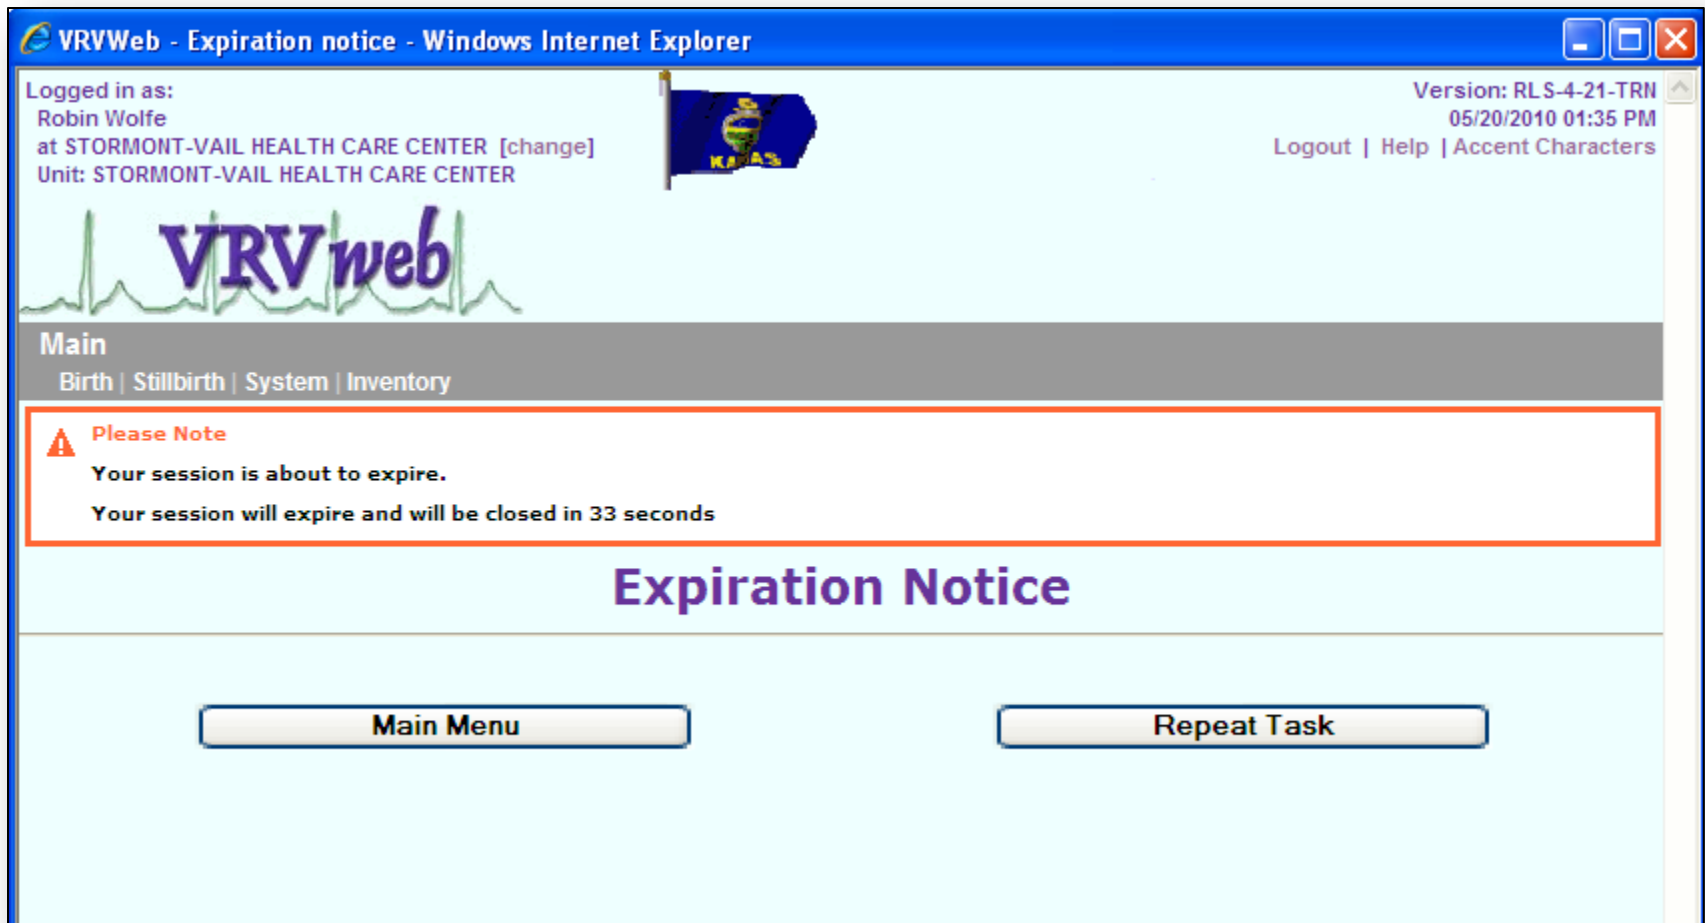 VRVWeb - Expiration notice - Windows Internet Explorer
Logged in as:
Robin Wolfe
at STORMONT-VAIL HEALTH CARE CENTER [change]
Unit: STORMONT-VAIL HEALTH CARE CENTER
KANSAS
Version: RLS-4-21-TRN
05/20/2010 01:35 PM
Logout | Help | Accent Characters
VRVweb
Main
Birth | Stillbirth | System | Inventory
Please Note
Your session is about to expire.
Your session will expire and will be closed in 33 seconds
Expiration Notice
Main Menu
Repeat Task